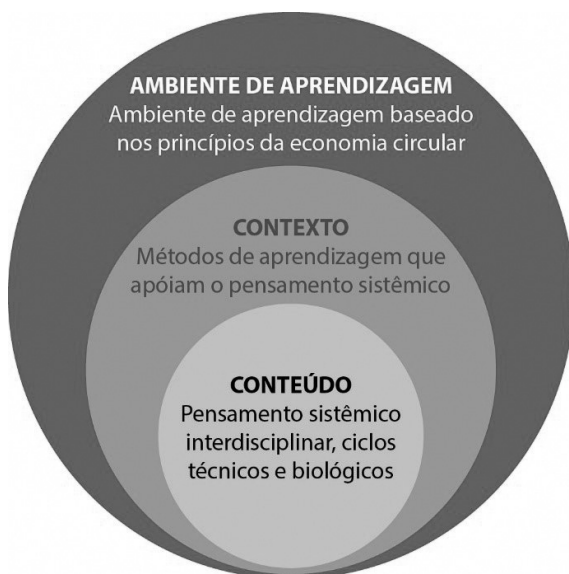 AMBIENTE DE APRENDIZAGEM
Ambiente de aprendizagem baseado
nos princípios da economia circular
CONTEXTO
Métodos de aprendizagem que
apóiam o pensamento sistêmico
CONTEÚDO
Pensamento sistêmico
interdisciplinar, ciclos
técnicos e biológicos